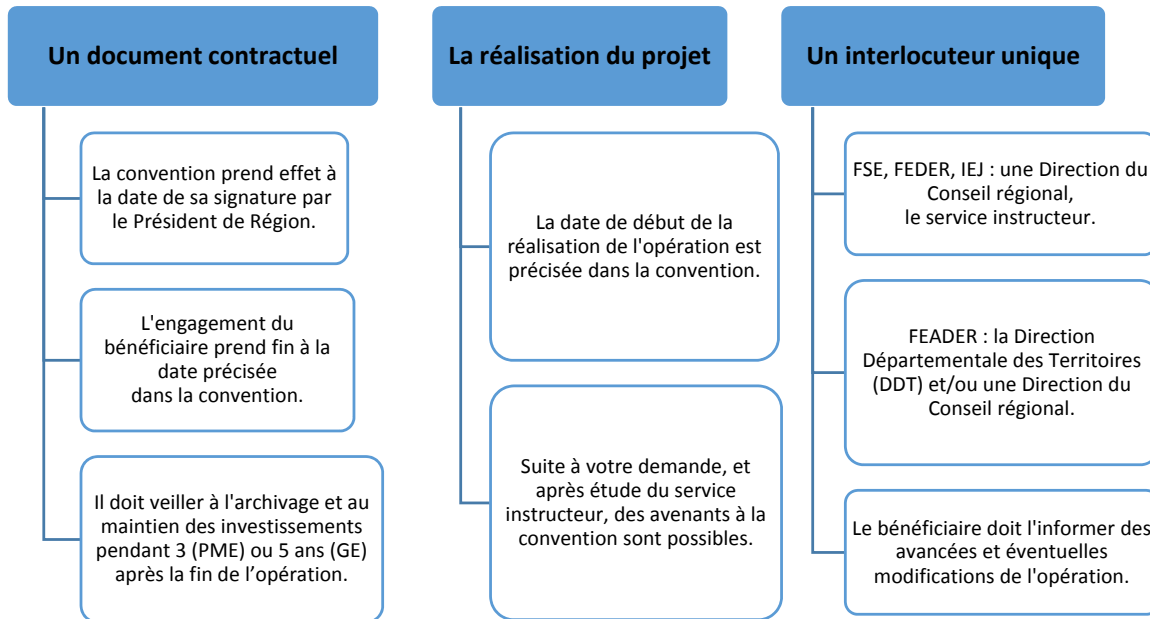 Un document contractuel
La convention prend effet à
la date de sa signature par
le Président de Région.
L'engagement du
bénéficiaire prend fin à la
date précisée
dans la convention.
Il doit veiller à l'archivage et au
maintien des investissements
pendant 3 (PME) ou 5 ans (GE)
après la fin de l’opération.
La réalisation du projet
La date de début de la
réalisation de l'opération est
précisée dans la convention.
Suite à votre demande, et
après étude du service
instructeur, des avenants à la
convention sont possibles.
Un interlocuteur unique
FSE, FEDER, IEJ : une Direction du
Conseil régional,
le service instructeur.
FEADER : la Direction
Départementale des Territoires
(DDT) et/ou une Direction du
Conseil régional.
Le bénéficiaire doit l'informer des
avancées et éventuelles
modifications de l'opération.